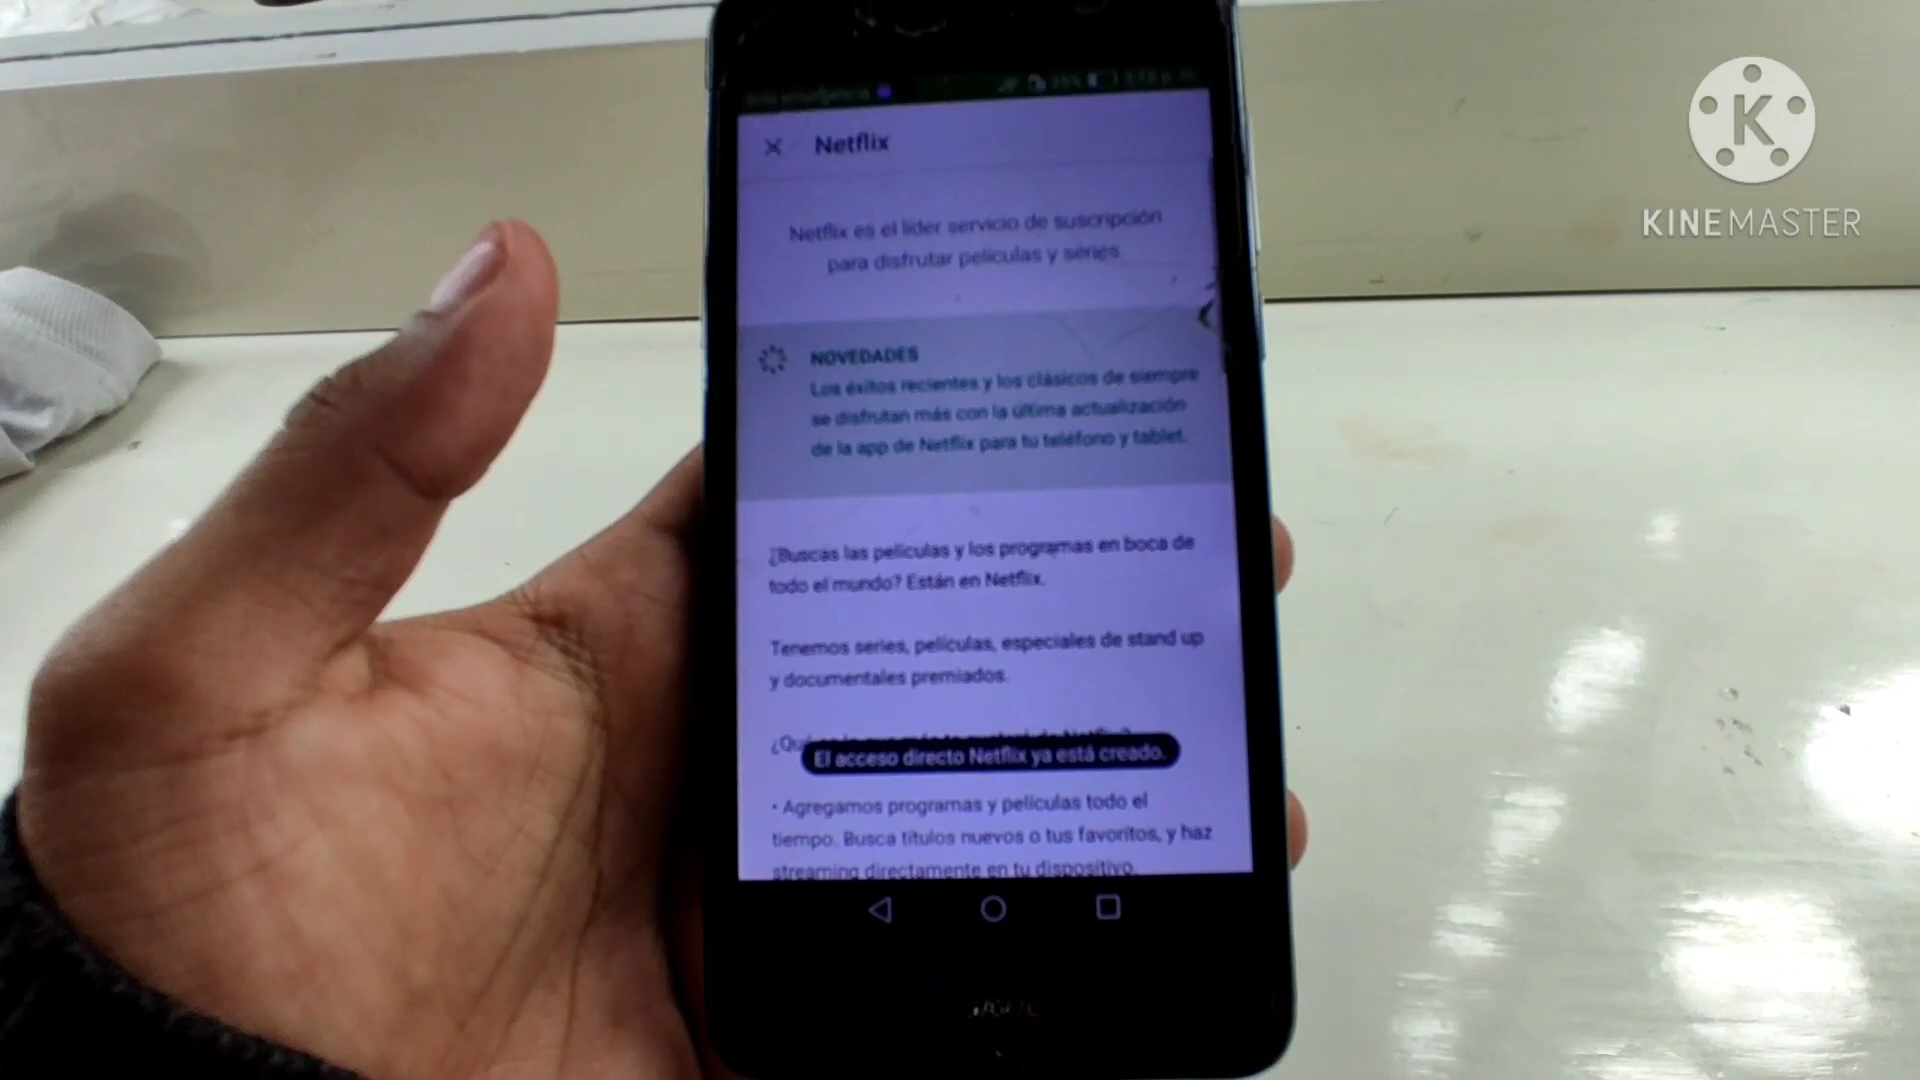 Netflix
KINEMASTER
Netflix es el líder servicio de suscripción
para disfrutar películas y series
NOVEDADES
Los éxitos recientes y los clásicos de siempre
se disfrutan más con la última actualización
de la app de Netflix para tu teléfono y tablet.
¿Buscas las películas y los programas en boca de
todo el mundo? Están en Netflix.
Tenemos series, películas, especiales de stand up
y documentales premiados.
El acceso directo Netflix ya está creado.
• Agregamos programas y películas todo el
tiempo. Busca títulos nuevos o tus favoritos, y haz
streaming directamente en tu dispositivo.